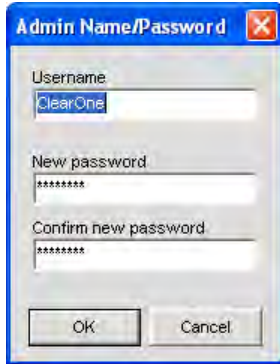 Admin Name/Password
Username
ClearOne
New password
********
Confirm new password
********
OK
Cancel